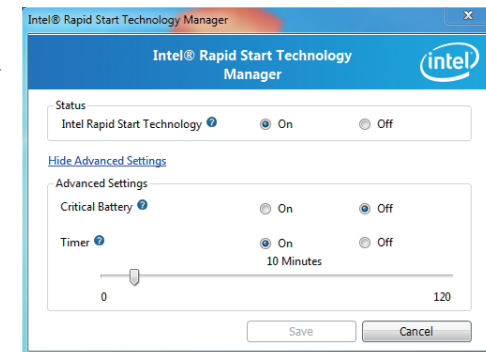 Intel® Rapid Start Technology Manager
x
Intel® Rapid Start Technology
Manager
intel
Status
Intel Rapid Start Technology ? On Off
Hide Advanced Settings
Advanced Settings
Critical Battery ? On Off
Timer ? On Off
10 Minutes
0 120
Save Cancel